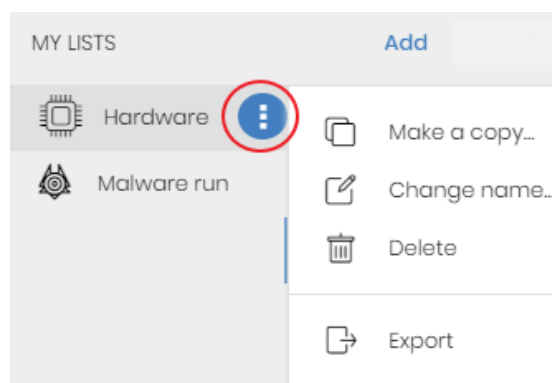 MY LISTS Add
Hardware
Malware run
Make a copy...
Change name...
Delete
Export